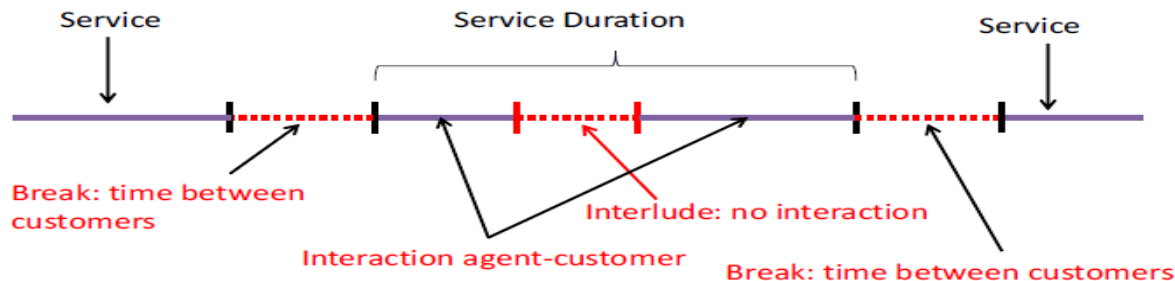 Service
Service Duration
Service
Break: time between
customers
Interlude: no interaction
Interaction agent-customer
Break: time between customers